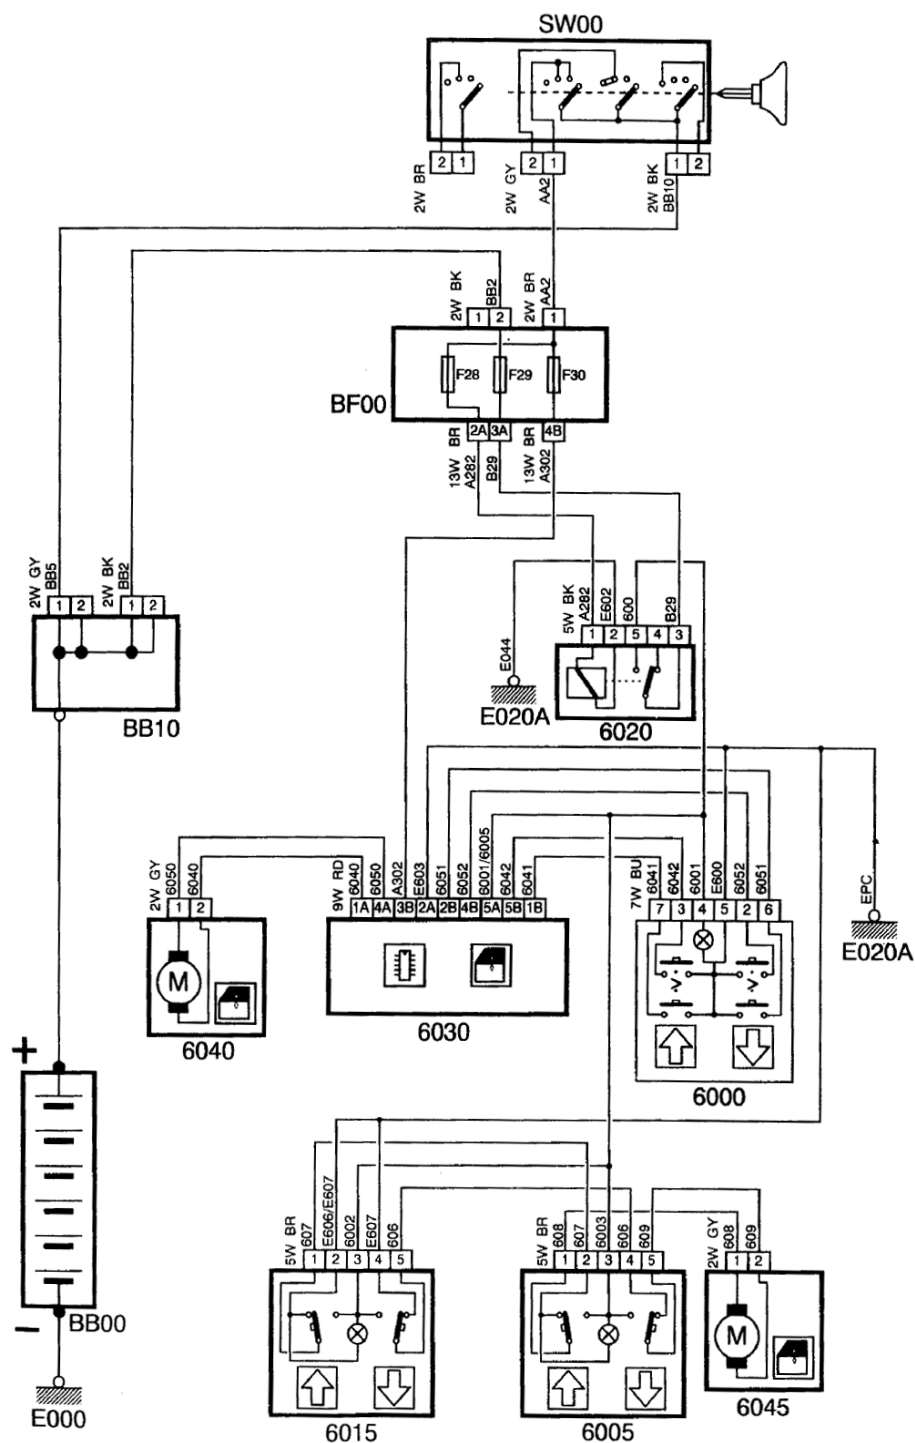 SW00
2 1
2 1
1 2
2W BR
2W GY
AA2
2W BK
BB10
2W BK
BB2
2W BR
AA2
1 2
1
F28
F29
F30
BF00
2A 3A
4B
13W BR
A282
B29
13W BR
A302
2W GY
BB5
2W BK
BB2
1 2
1 2
BB10
5W BK
A282
E602
600
B29
1 2 5 4 3
E044
E020A
6020
2W GY
6050
6040
1 2
M
6040
9W RD
6040
6050
A302
E603
6051
6052
6001/6005
6042
6041
1A 4A 3B 2A 2B 4B 5A 5B 1B
6030
7W BU
6041
6042
6001
E600
6052
6051
7 3 4 5 2 6
6000
EPC
E020A
+
−
BB00
E000
5W BR
607
E606/E607
6002
E607
606
1 2 3 4 5
6015
5W BR
608
607
6003
606
609
1 2 3 4 5
6005
2W GY
608
609
1 2
M
6045